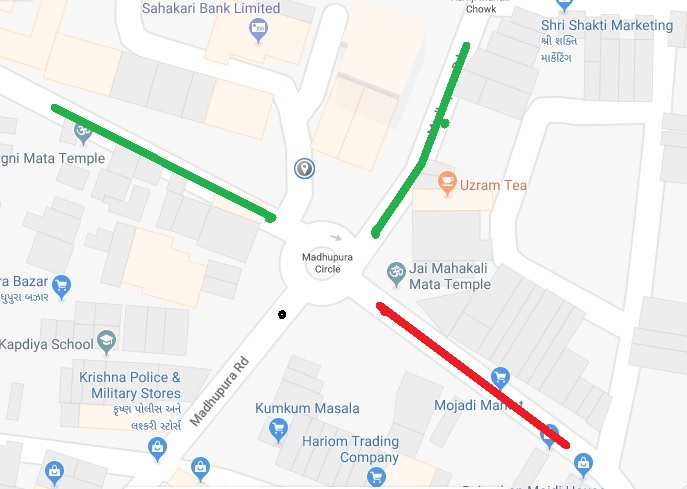 Sahakari Bank Limited
Chowk
Shri Shakti Marketing
શ્રી શક્તિ
માર્કેટિંગ
gni Mata Temple
Uzram Tea
Madhupura
Circle
Jai Mahakali
Mata Temple
ra Bazar
ધુપુરા બઝાર
Kapdiya School
Krishna Police &
Military Stores
કૃષ્ણ પોલીસ અને
લશ્કરી સ્ટોર્સ
Madhupura Rd
Mojadi
Kumkum Masala
Hariom Trading
Company